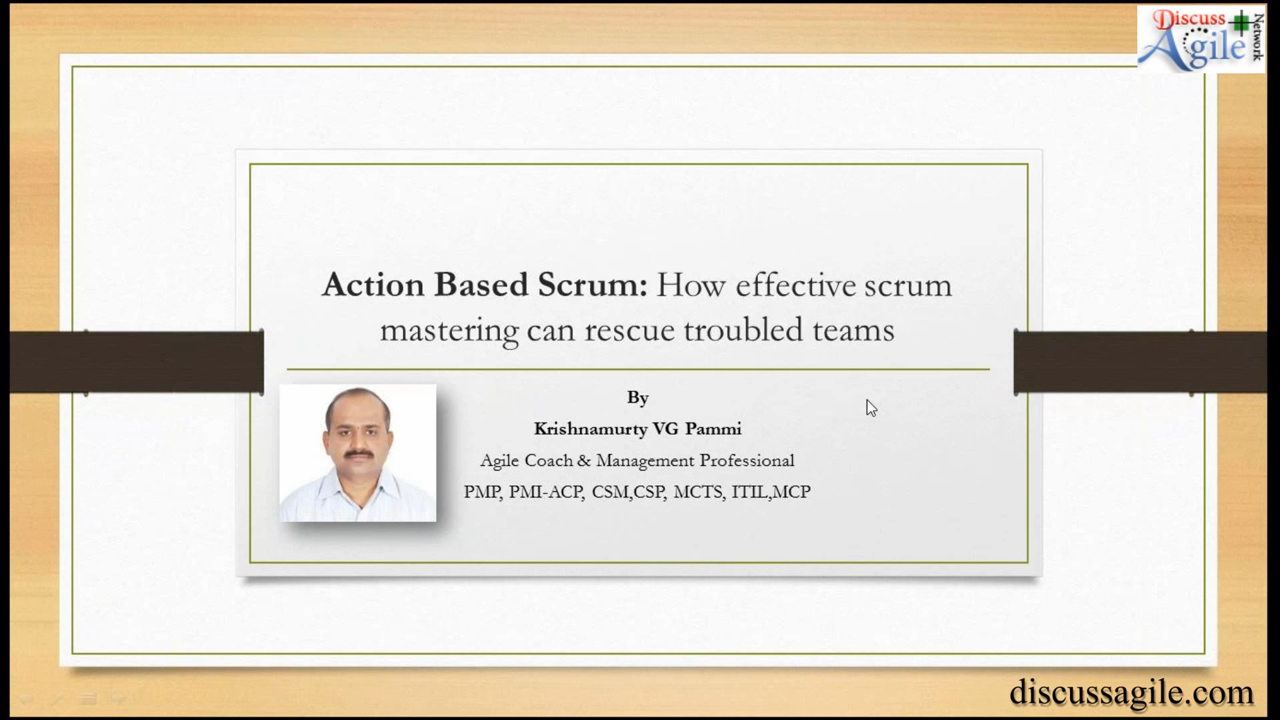 Discuss
Agile
Network
Action Based Scrum: How effective scrum
mastering can rescue troubled teams
By
Krishnamurty VG Pammi
Agile Coach & Management Professional
PMP, PMI-ACP, CSM,CSP, MCTS, ITIL,MCP
discussagile.com